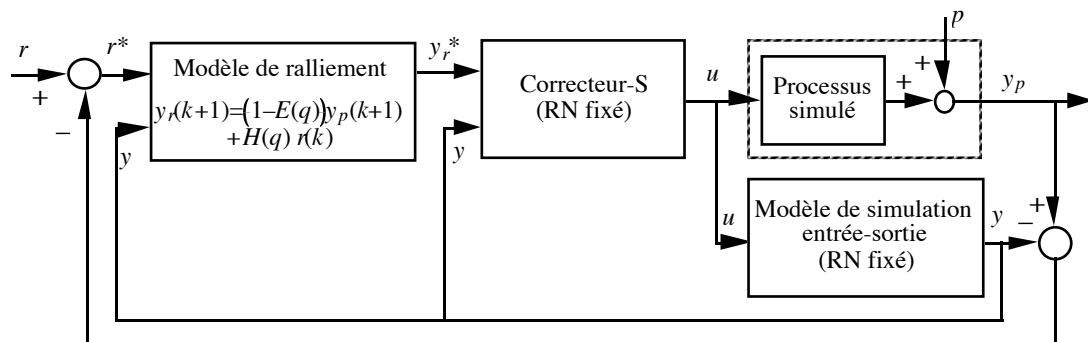 r
+
−
r*
Modèle de ralliement
y_r(k+1)=(1–E(q))y_p(k+1)
+H(q) r(k)
y
y_r*
Correcteur-S
(RN fixé)
y
u
Processus
simulé
+
+
p
y_p
u
Modèle de simulation
entrée-sortie
(RN fixé)
y
−
+